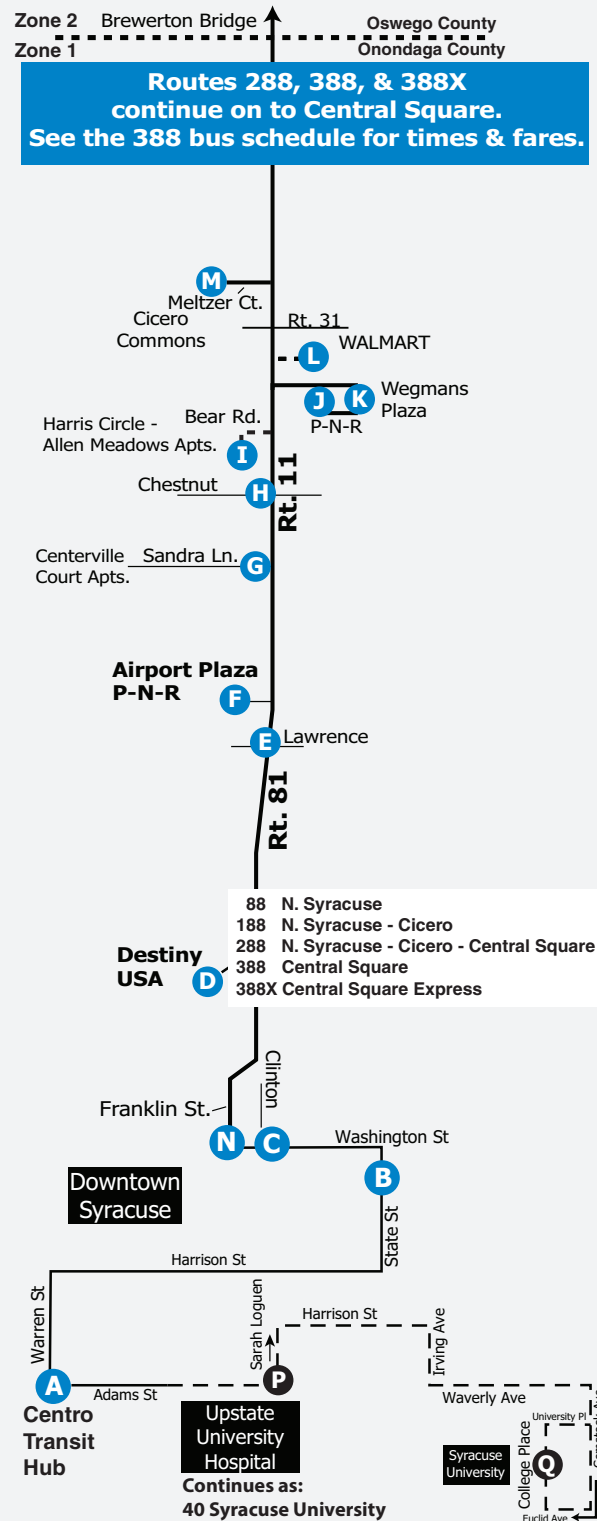 Zone 2 Brewerton Bridge Oswego County
Zone 1 Onondaga County
Routes 288, 388, & 388X
continue on to Central Square.
See the 388 bus schedule for times & fares.
M
Meltzer Ct.
Cicero
Commons
Rt. 31
L WALMART
J K Wegmans
Plaza
P-N-R
Bear Rd.
Harris Circle -
Allen Meadows Apts.
I
Rt. 11
Chestnut H
Centerville
Court Apts.
Sandra Ln. G
Airport Plaza
P-N-R
F
E Lawrence
Rt. 81
88 N. Syracuse
188 N. Syracuse - Cicero
288 N. Syracuse - Cicero - Central Square
388 Central Square
388X Central Square Express
Destiny
USA
D
Clinton
Franklin St.
N C Washington St
B
Downtown
Syracuse
State St
Harrison St
Warren St
Sarah Loguen
Harrison St
Irving Ave
A
Adams St
P
Waverly Ave
Centro
Transit
Hub
Upstate
University
Hospital
University Pl
Comstock Ave
College Place
Syracuse
University
Q
Continues as:
40 Syracuse University
Euclid Ave